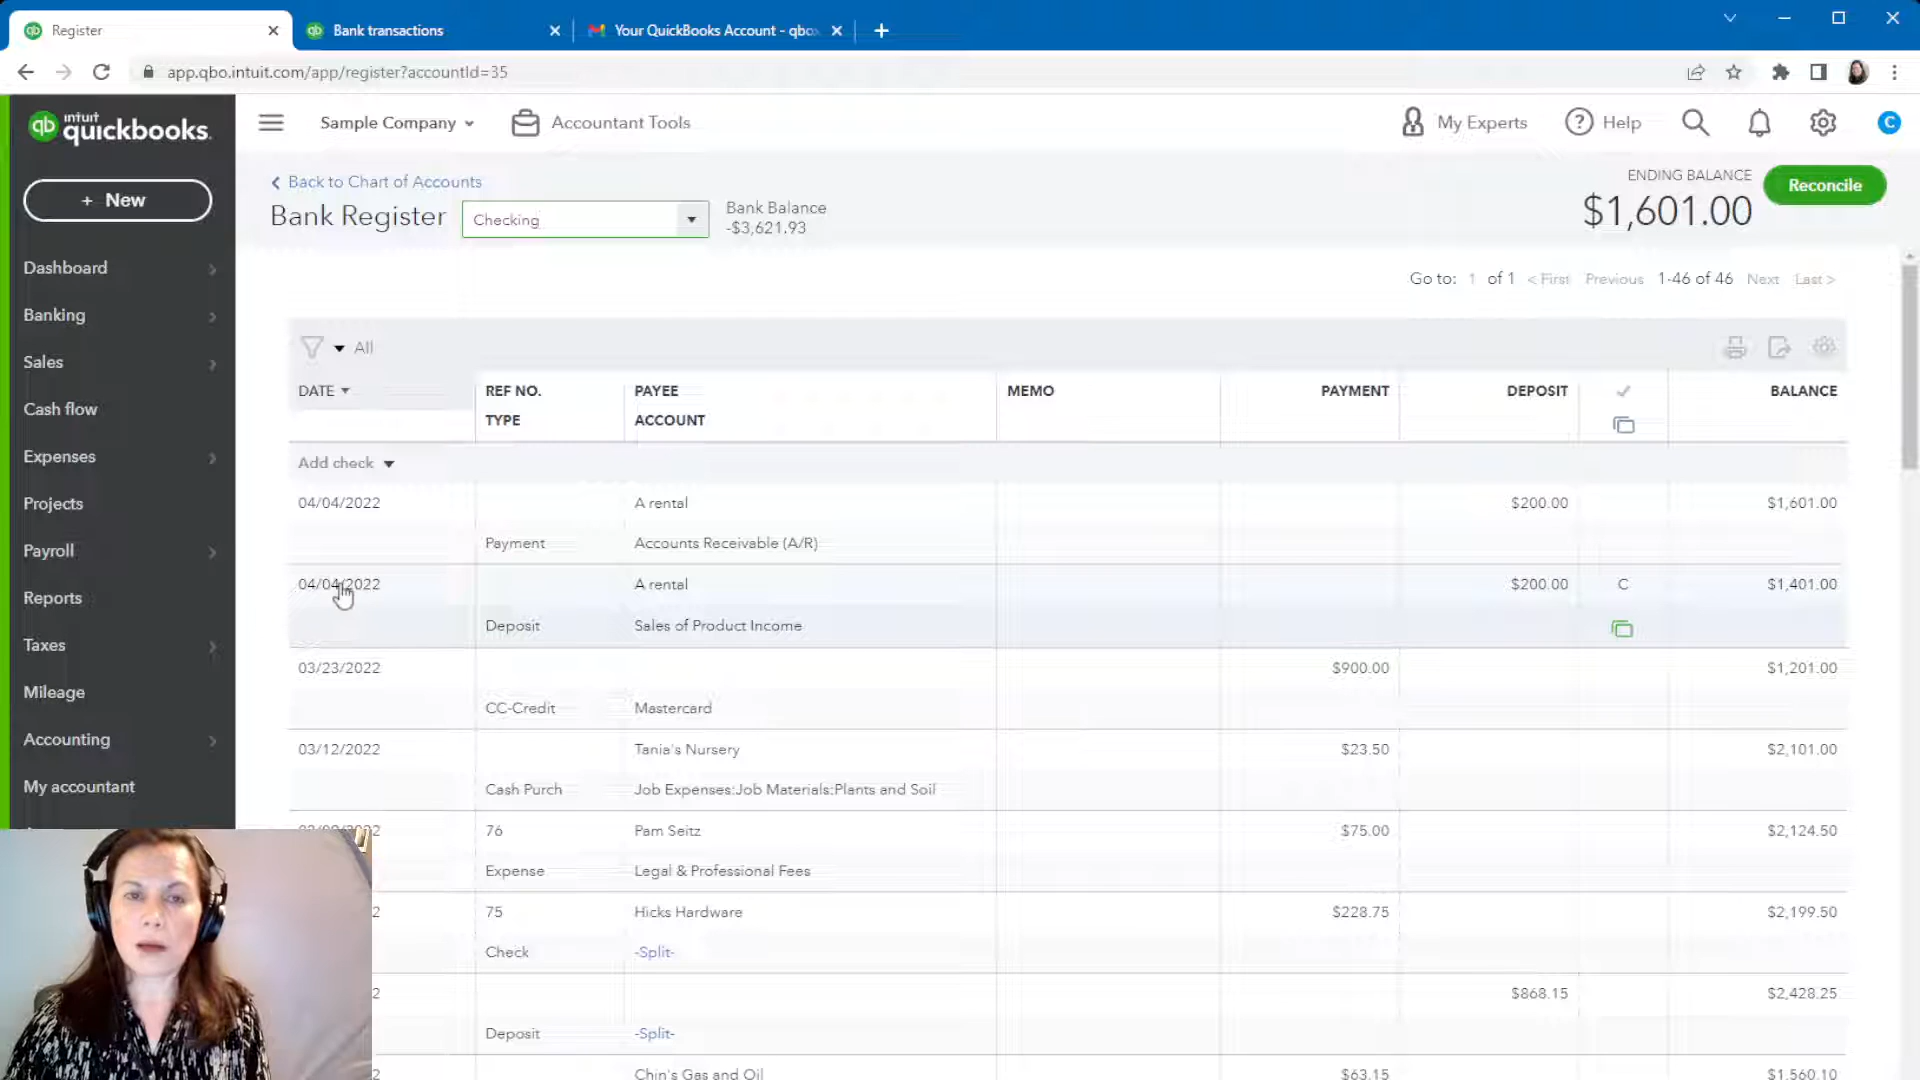 Register
Bank transactions
Your QuickBooks Account - qbo
app.qbo.intuit.com/app/register?accountId=35
intuit
quickbooks.
Sample Company
Accountant Tools
My Experts
Help
C
+ New
Dashboard
Banking
Sales
Cash flow
Expenses
Projects
Payroll
Reports
Taxes
Mileage
Accounting
My accountant
Back to Chart of Accounts
Bank Register
Checking
Bank Balance
-$3,621.93
ENDING BALANCE
$1,601.00
Reconcile
Go to: 1 of 1 < First Previous 1-46 of 46 Next Last >
All
DATE REF NO. PAYEE MEMO PAYMENT DEPOSIT BALANCE
TYPE ACCOUNT
Add check
04/04/2022 A rental $200.00 $1,601.00
Payment Accounts Receivable (A/R)
04/04/2022 A rental $200.00 C $1,401.00
Deposit Sales of Product Income
03/23/2022 $900.00 $1,201.00
CC-Credit Mastercard
03/12/2022 Tania's Nursery $23.50 $2,101.00
Cash Purch Job Expenses:Job Materials:Plants and Soil
76 Pam Seitz $75.00 $2,124.50
Expense Legal & Professional Fees
2 75 Hicks Hardware $228.75 $2,199.50
Check -Split-
2 $868.15 $2,428.25
Deposit -Split-
2 Chin's Gas and Oil $63.15 $1,560.10